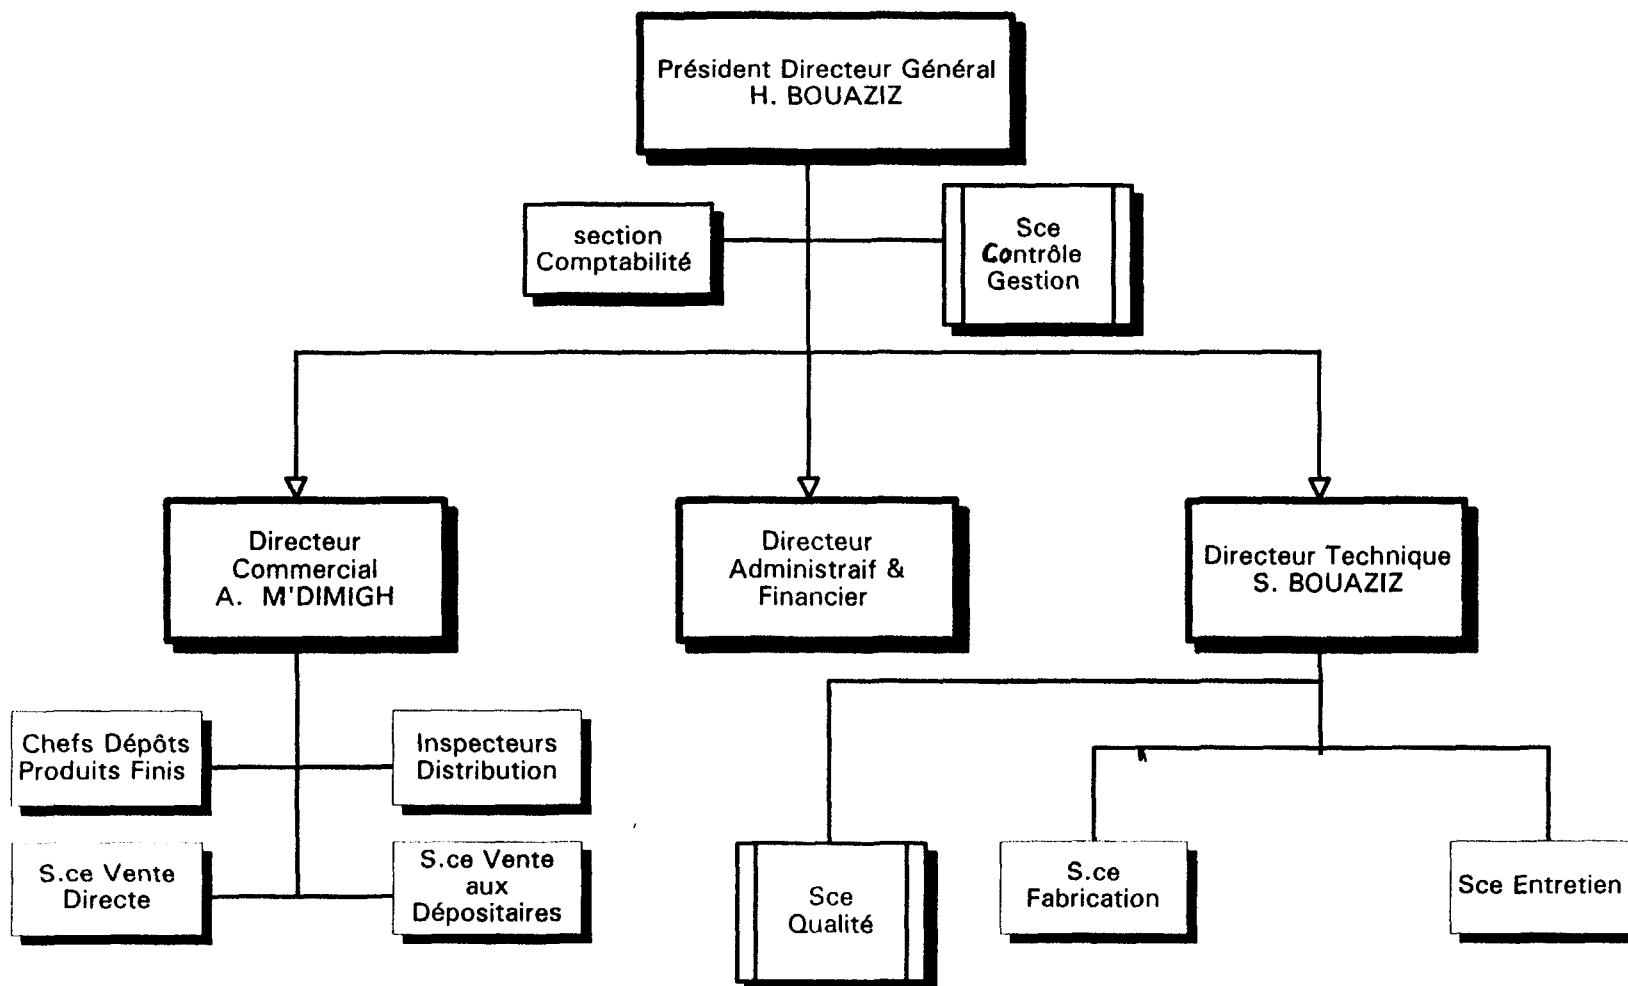 Président Directeur Général
H. BOUAZIZ
section
Comptabilité
Sce
Contrôle
Gestion
Directeur
Commercial
A. M'DIMIGH
Directeur
Administraif &
Financier
Directeur Technique
S. BOUAZIZ
Chefs Dépôts
Produits Finis
Inspecteurs
Distribution
S.ce Vente
Directe
S.ce Vente
aux
Dépositaires
Sce
Qualité
S.ce
Fabrication
Sce Entretien